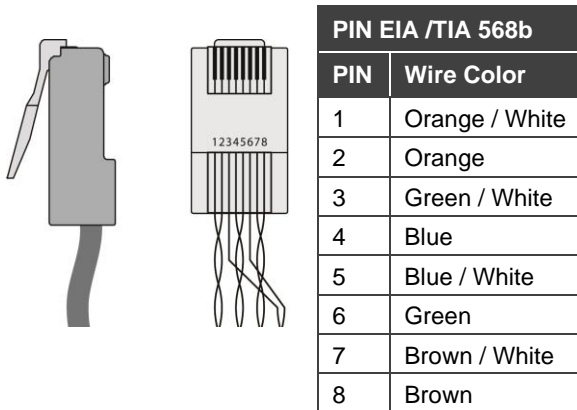 12345678
PIN EIA /TIA 568b
PIN Wire Color
1 Orange / White
2 Orange
3 Green / White
4 Blue
5 Blue / White
6 Green
7 Brown / White
8 Brown